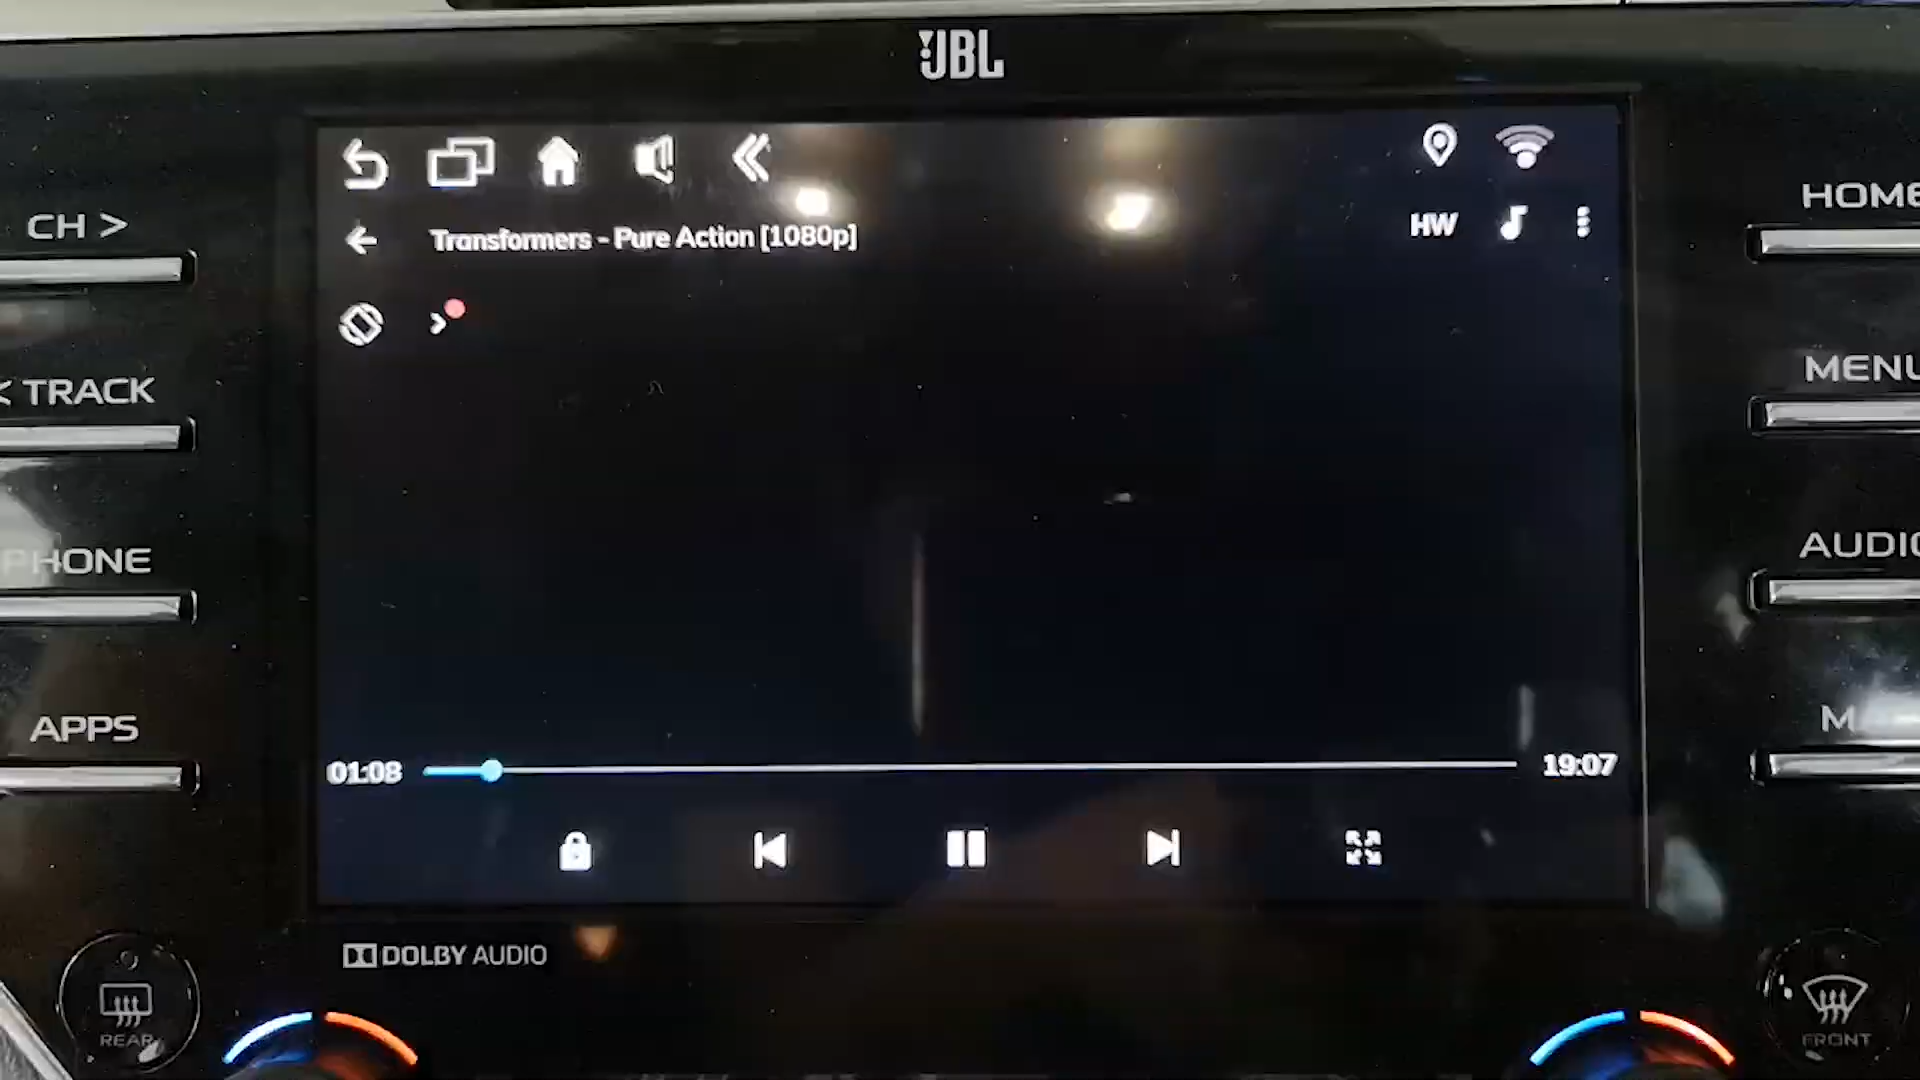 JBL
CH >
HOME
Transformers - Pure Action [1080p]
HW
< TRACK
MENU
PHONE
AUDIO
APPS
01:08
19:07
DOLBY AUDIO
REAR
FRONT